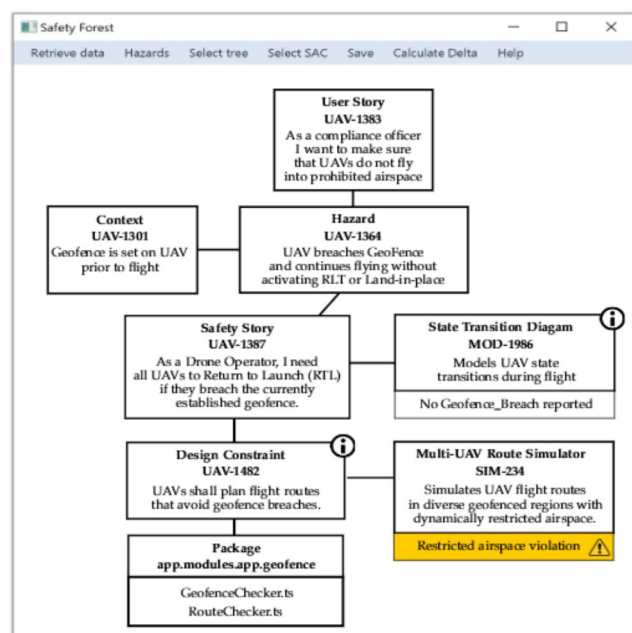 Safety Forest
Retrieve data Hazards Select tree Select SAC Save Calculate Delta Help
User Story
UAV-1383
As a compliance officer
I want to make sure
that UAVs do not fly
into prohibited airspace
Context
UAV-1301
Geofence is set on UAV
prior to flight
Hazard
UAV-1364
UAV breaches GeoFence
and continues flying without
activating RLT or Land-in-place
Safety Story
UAV-1387
As a Drone Operator, I need
all UAVs to Return to Launch (RTL)
if they breach the currently
established geofence.
State Transition Diagam
MOD-1986
Models UAV state
transitions during flight
No Geofence_Breach reported
Design Constraint
UAV-1482
UAVs shall plan flight routes
that avoid geofence breaches.
Multi-UAV Route Simulator
SIM-234
Simulates UAV flight routes
in diverse geofenced regions with
dynamically restricted airspace.
Restricted airspace violation
Package
app.modules.app.geofence
GeofenceChecker.ts
RouteChecker.ts